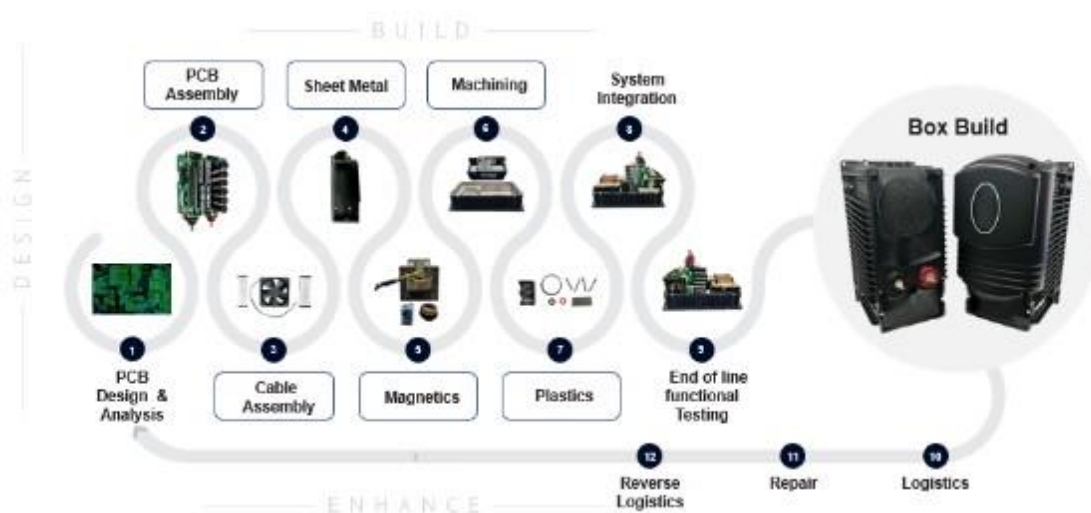 BUILD
DESIGN
PCB
Assembly
2
Sheet Metal
4
Machining
6
System
Integration
8
Box Build
1
PCB
Design &
Analysis
3
Cable
Assembly
5
Magnetics
7
Plastics
9
End of line
functional
Testing
12
Reverse
Logistics
11
Repair
10
Logistics
ENHANCE